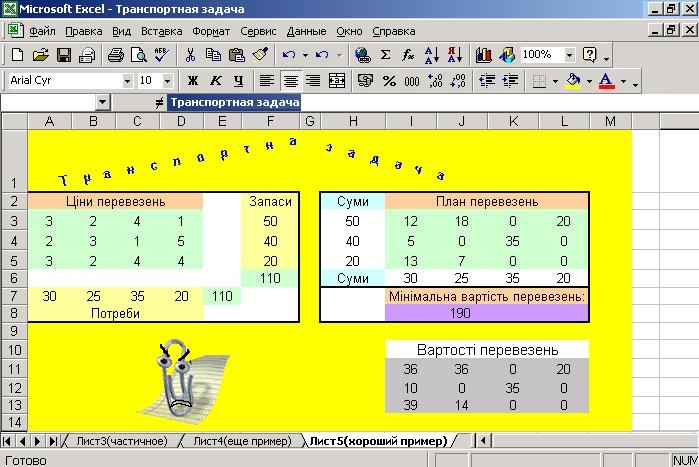 Microsoft Excel - Транспортная задача
Файл Правка Вид Вставка Формат Сервис Данные Окно Справка
100%
Arial Cyr 10 Ж К Ч % 000
Транспортная задача
A B C D E F G H I J K L M
1 Транспортна задача
2 Ціни перевезень Запаси Суми План перевезень
3 3 2 4 1 50 50 12 18 0 20
4 2 3 1 5 40 40 5 0 35 0
5 3 2 4 4 20 20 13 7 0 0
6 110 Суми 30 25 35 20
7 30 25 35 20 110 Мінімальна вартість перевезень:
8 Потреби 190
9
10 Вартості перевезень
11 36 36 0 20
12 10 0 35 0
13 39 14 0 0
14
Лист3(частичное) Лист4(еще пример) Лист5(хороший пример)
Готово NUM